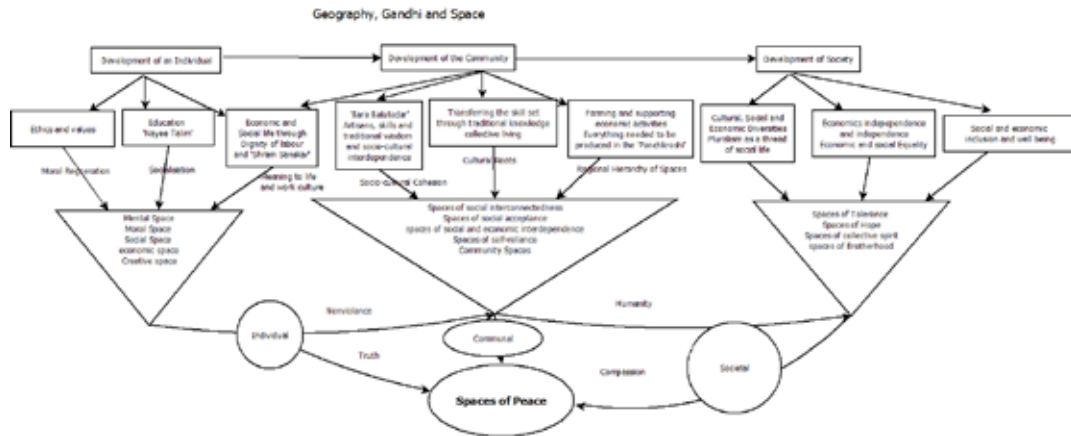 Geography, Gandhi and Space
Development of an Individual
Development of the Community
Development of Society
Ethics and values
Education
'Nayee Talim'
Economic and
Social life through
Dignity of labour
and "Shram Sanskar"
'Bara Balutedar'
Artisans, skills and
traditional wisdom
and socio-cultural
interdependence
Transferring the skill set
through traditional knowledge
collective living
Farming and supporting
economic activities
Everything needed to be
produced in the
Cultural, Social and
Economic Diversities
Pluralism as a thread
of social life
Economics
and independence
Economic and social Equality
Social and economic
inclusion and well being
Moral Regeneration
Socialisation
Meaning to life
and work culture
Socio-cultural Cohesion
Cultural Roots
Regional Hierarchy of Spaces
Mental Space
Moral Space
Social Space
economic space
Creative space
Spaces of social interconnectedness
Spaces of social acceptance
spaces of social and economic interdependence
Spaces of self-reliance
Community Spaces
Spaces of Tolerance
Spaces of Hope
Spaces of collective spirit
spaces of Brotherhood
Nonviolance
Humanity
Individual
Communal
Societal
Truth
Compassion
Spaces of Peace